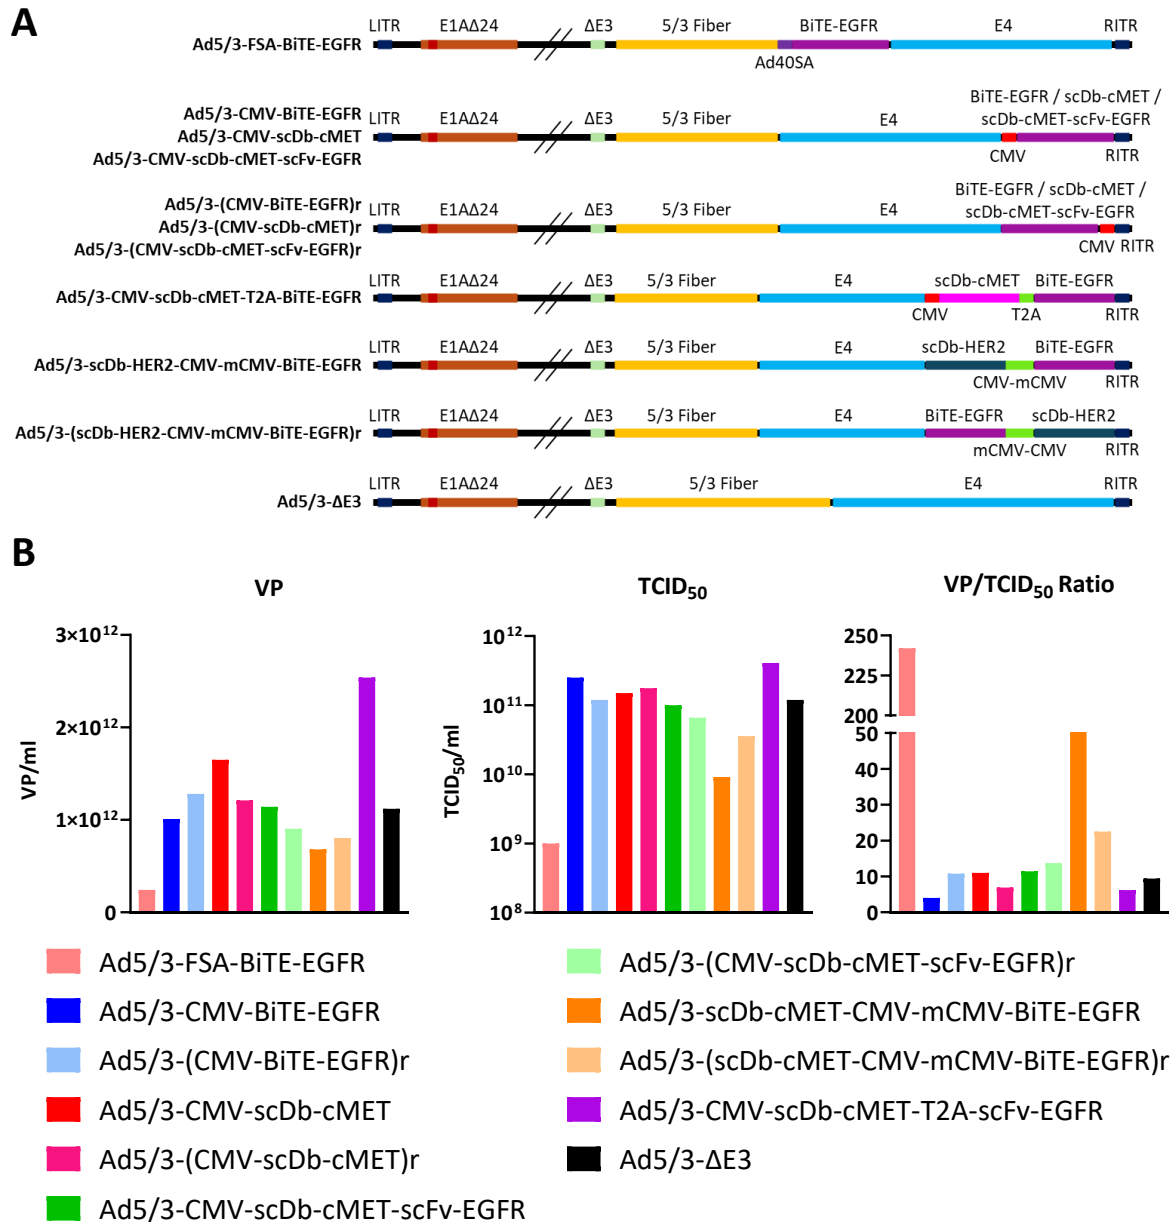 A
LITR E1AΔ24 ΔE3 5/3 Fiber BiTE-EGFR E4 RITR
Ad5/3-FSA-BiTE-EGFR
Ad40SA
BiTE-EGFR / scDb-cMET /
Ad5/3-CMV-BiTE-EGFR LITR E1AΔ24 ΔE3 5/3 Fiber E4 scDb-cMET-scFv-EGFR
Ad5/3-CMV-scDb-cMET
Ad5/3-CMV-scDb-cMET-scFv-EGFR CMV RITR
BiTE-EGFR / scDb-cMET /
Ad5/3-(CMV-BiTE-EGFR)r LITR E1AΔ24 ΔE3 5/3 Fiber E4 scDb-cMET-scFv-EGFR
Ad5/3-(CMV-scDb-cMET)r
Ad5/3-(CMV-scDb-cMET-scFv-EGFR)r CMV RITR
LITR E1AΔ24 ΔE3 5/3 Fiber E4 scDb-cMET BiTE-EGFR
Ad5/3-CMV-scDb-cMET-T2A-BiTE-EGFR
CMV T2A RITR
LITR E1AΔ24 ΔE3 5/3 Fiber E4 scDb-HER2 BiTE-EGFR
Ad5/3-scDb-HER2-CMV-mCMV-BiTE-EGFR
CMV-mCMV RITR
LITR E1AΔ24 ΔE3 5/3 Fiber E4 BiTE-EGFR scDb-HER2
Ad5/3-(scDb-HER2-CMV-mCMV-BiTE-EGFR)r
mCMV-CMV RITR
LITR E1AΔ24 ΔE3 5/3 Fiber E4 RITR
Ad5/3-ΔE3
B
VP
VP/ml
3×10¹²
2×10¹²
1×10¹²
0
TCID₅₀
TCID₅₀/ml
10¹²
10¹¹
10¹⁰
10⁹
10⁸
VP/TCID₅₀ Ratio
250
225
200
50
40
30
20
10
0
Ad5/3-FSA-BiTE-EGFR
Ad5/3-CMV-BiTE-EGFR
Ad5/3-(CMV-BiTE-EGFR)r
Ad5/3-CMV-scDb-cMET
Ad5/3-(CMV-scDb-cMET)r
Ad5/3-CMV-scDb-cMET-scFv-EGFR
Ad5/3-(CMV-scDb-cMET-scFv-EGFR)r
Ad5/3-scDb-cMET-CMV-mCMV-BiTE-EGFR
Ad5/3-(scDb-cMET-CMV-mCMV-BiTE-EGFR)r
Ad5/3-CMV-scDb-cMET-T2A-scFv-EGFR
Ad5/3-ΔE3